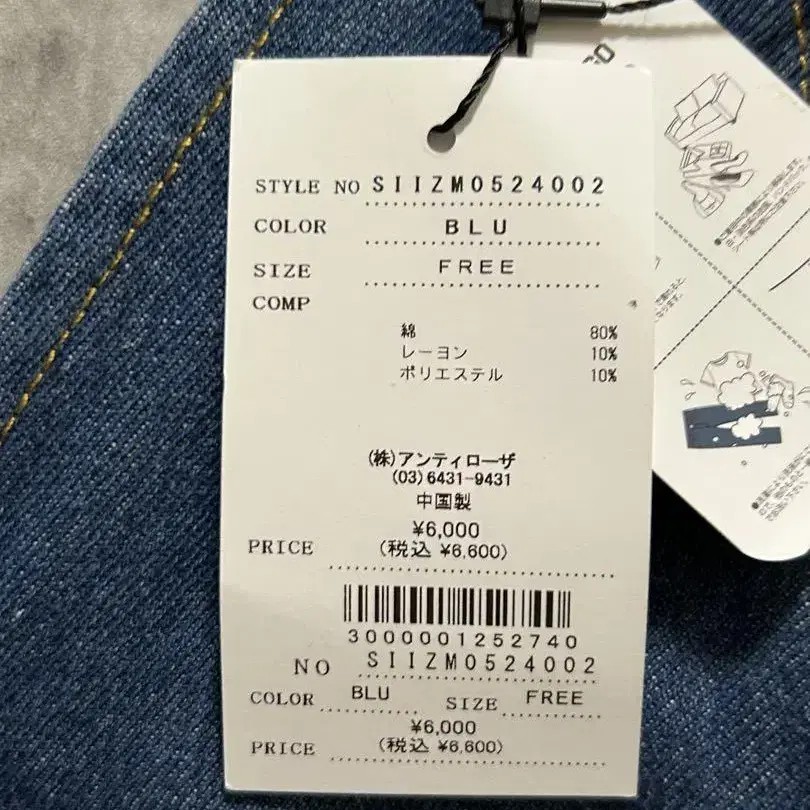 STYLE NO SIIZM0524002
COLOR BLU
SIZE FREE
COMP
綿 80%
レーヨン 10%
ポリエステル 10%
(株)アンティローザ
(03)6431-9431
中国製
¥6,000
PRICE (税込 ¥6,600)
3000001252740
NO SIIZM0524002
COLOR BLU SIZE FREE
¥6,000
PRICE (税込 ¥6,600)